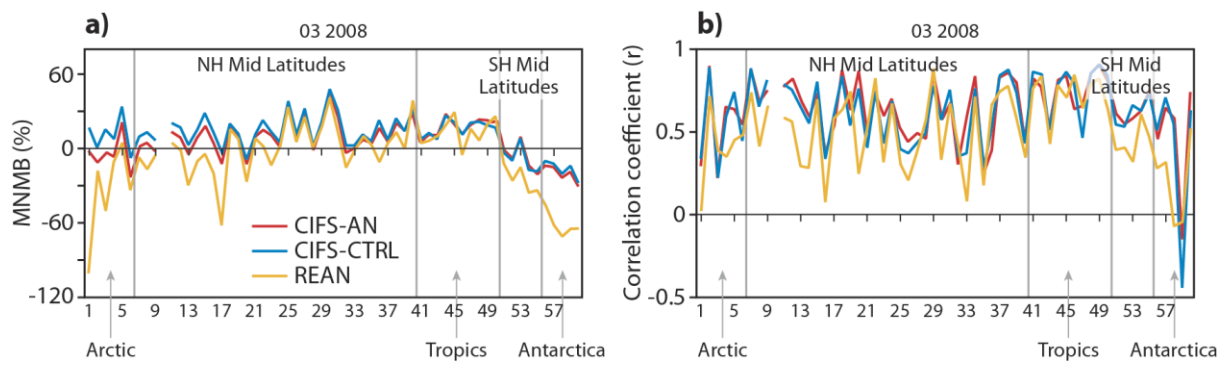 a)
03 2008
60
0
-60
-120
MNMB (%)
NH Mid Latitudes
SH Mid
Latitudes
CIFS-AN
CIFS-CTRL
REAN
1 5 9 13 17 21 25 29 33 37 41 45 49 53 57
Arctic Tropics Antarctica
b)
03 2008
1
0.5
0
-0.5
Correlation coefficient (r)
NH Mid Latitudes
SH Mid
Latitudes
1 5 9 13 17 21 25 29 33 37 41 45 49 53 57
Arctic Tropics Antarctica